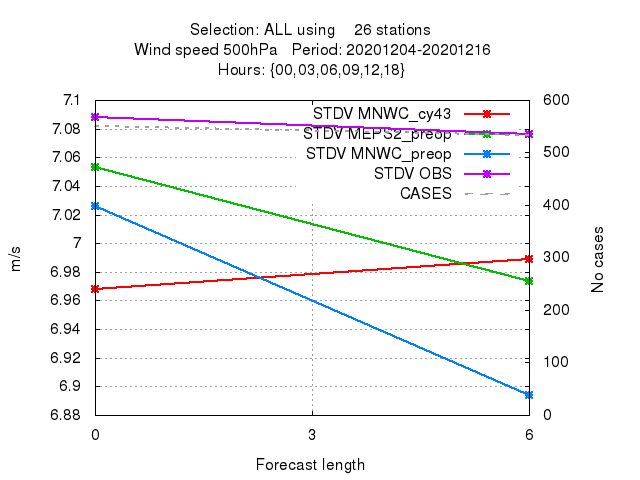 Selection: ALL using 26 stations
Wind speed 500hPa Period: 20201204-20201216
Hours: {00,03,06,09,12,18}
7.1
7.08
7.06
7.04
7.02
7
6.98
6.96
6.94
6.92
6.9
6.88
m/s
STDV MNWC_cy43
STDV MEPS2_preop
STDV MNWC_preop
STDV OBS
CASES
600
500
400
300
200
100
0
No cases
0 3 6
Forecast length